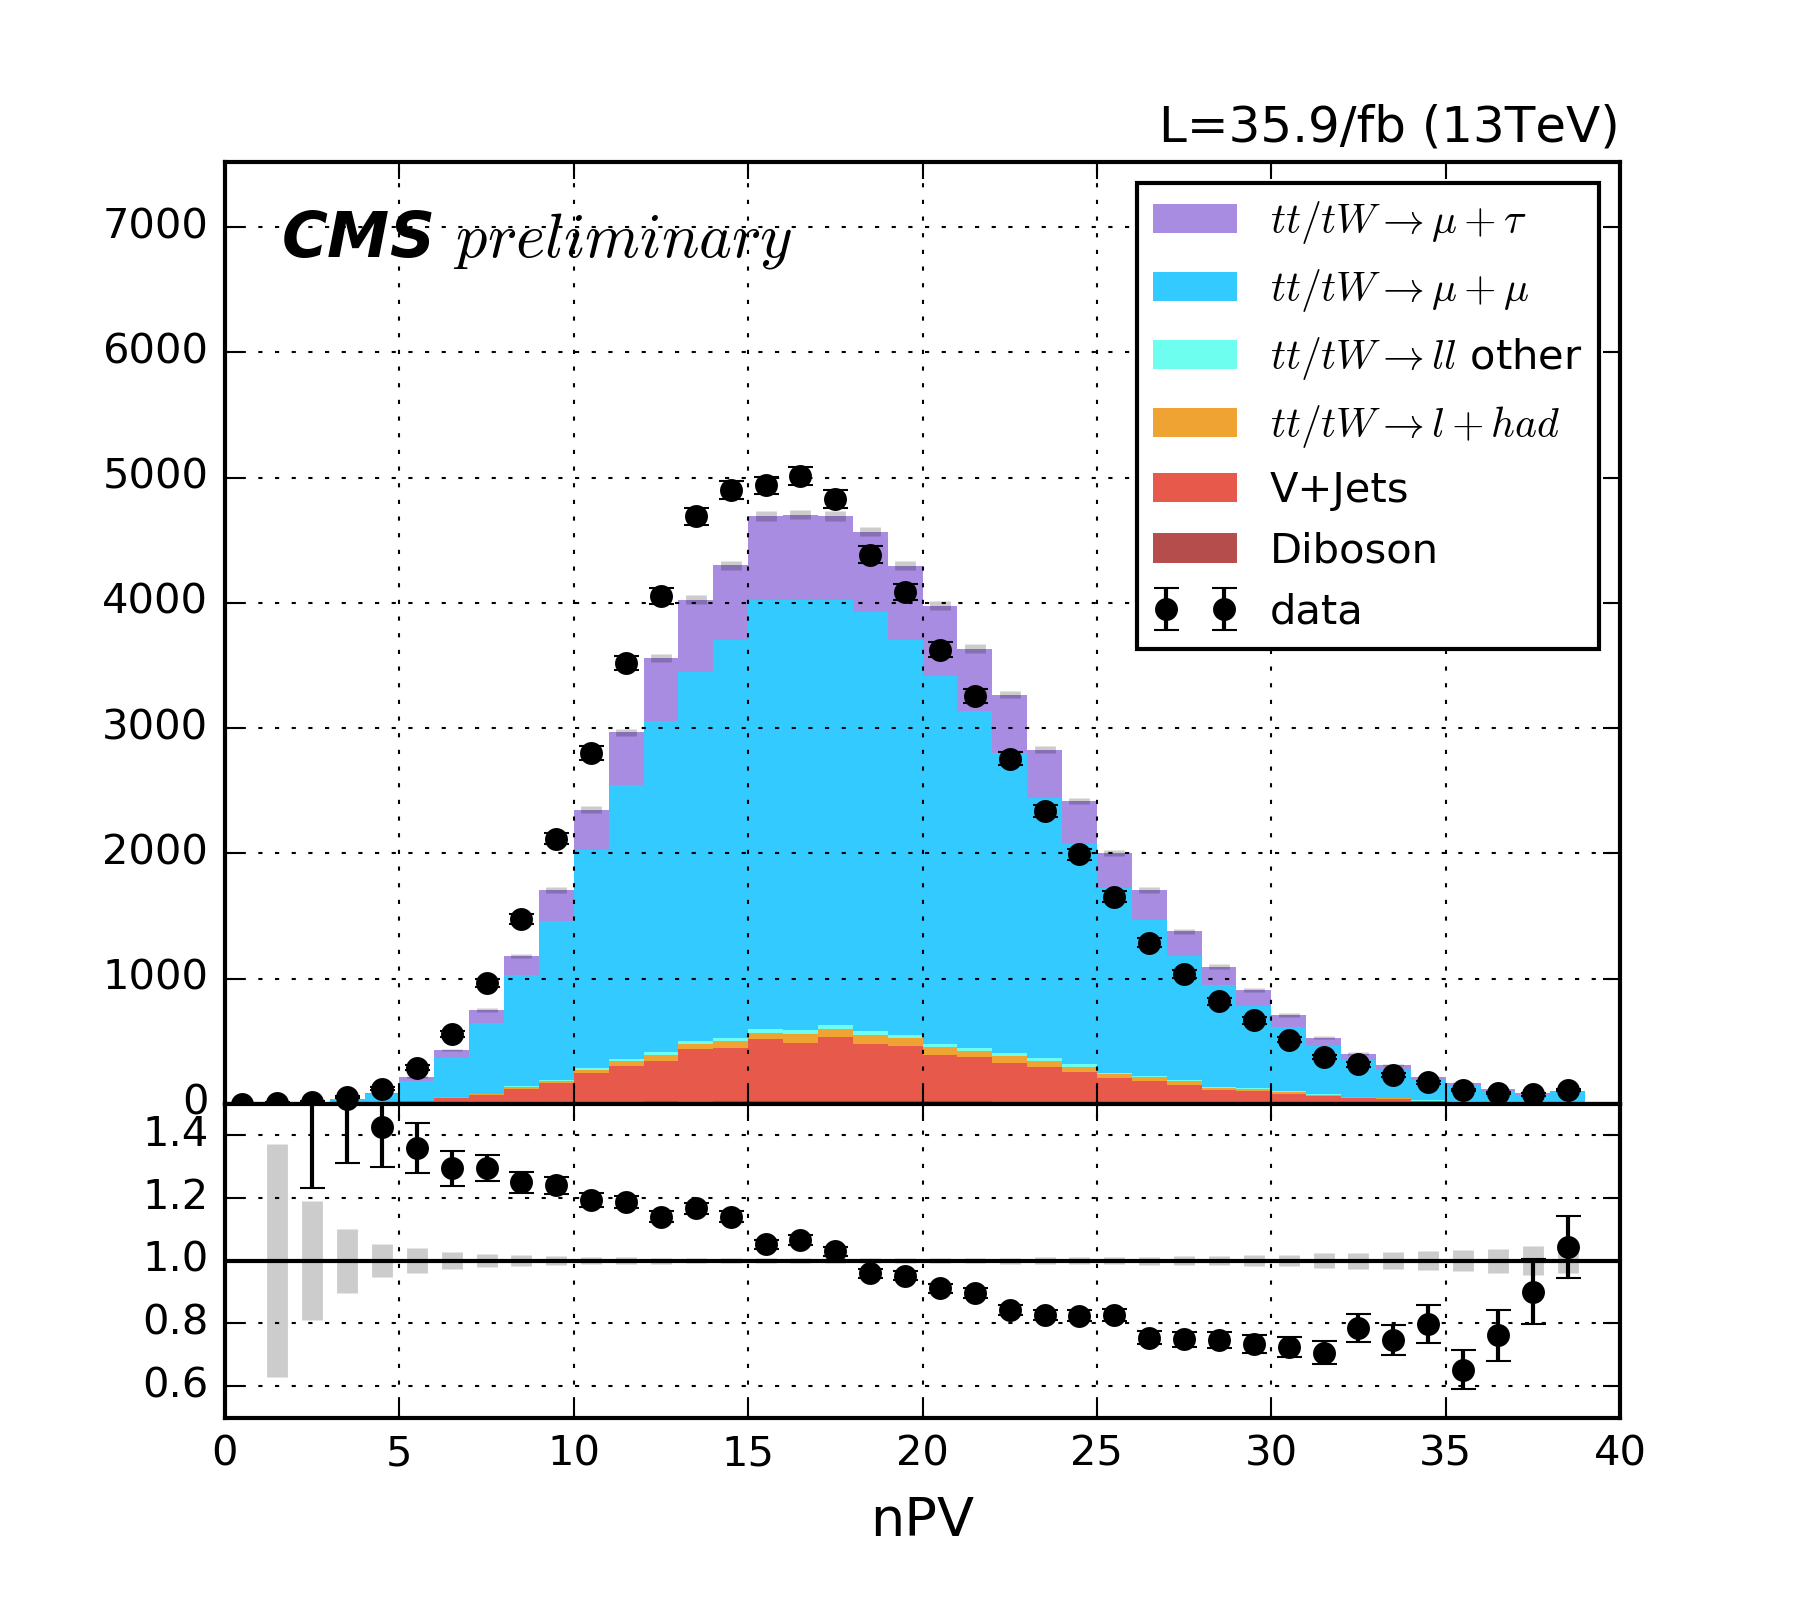 L=35.9/fb (13TeV)
CMS preliminary
7000
6000
5000
4000
3000
2000
1000
0
tt/tW → μ + τ
tt/tW → μ + μ
tt/tW → ll other
tt/tW → l + had
V+Jets
Diboson
data
1.4
1.2
1.0
0.8
0.6
0 5 10 15 20 25 30 35 40
nPV